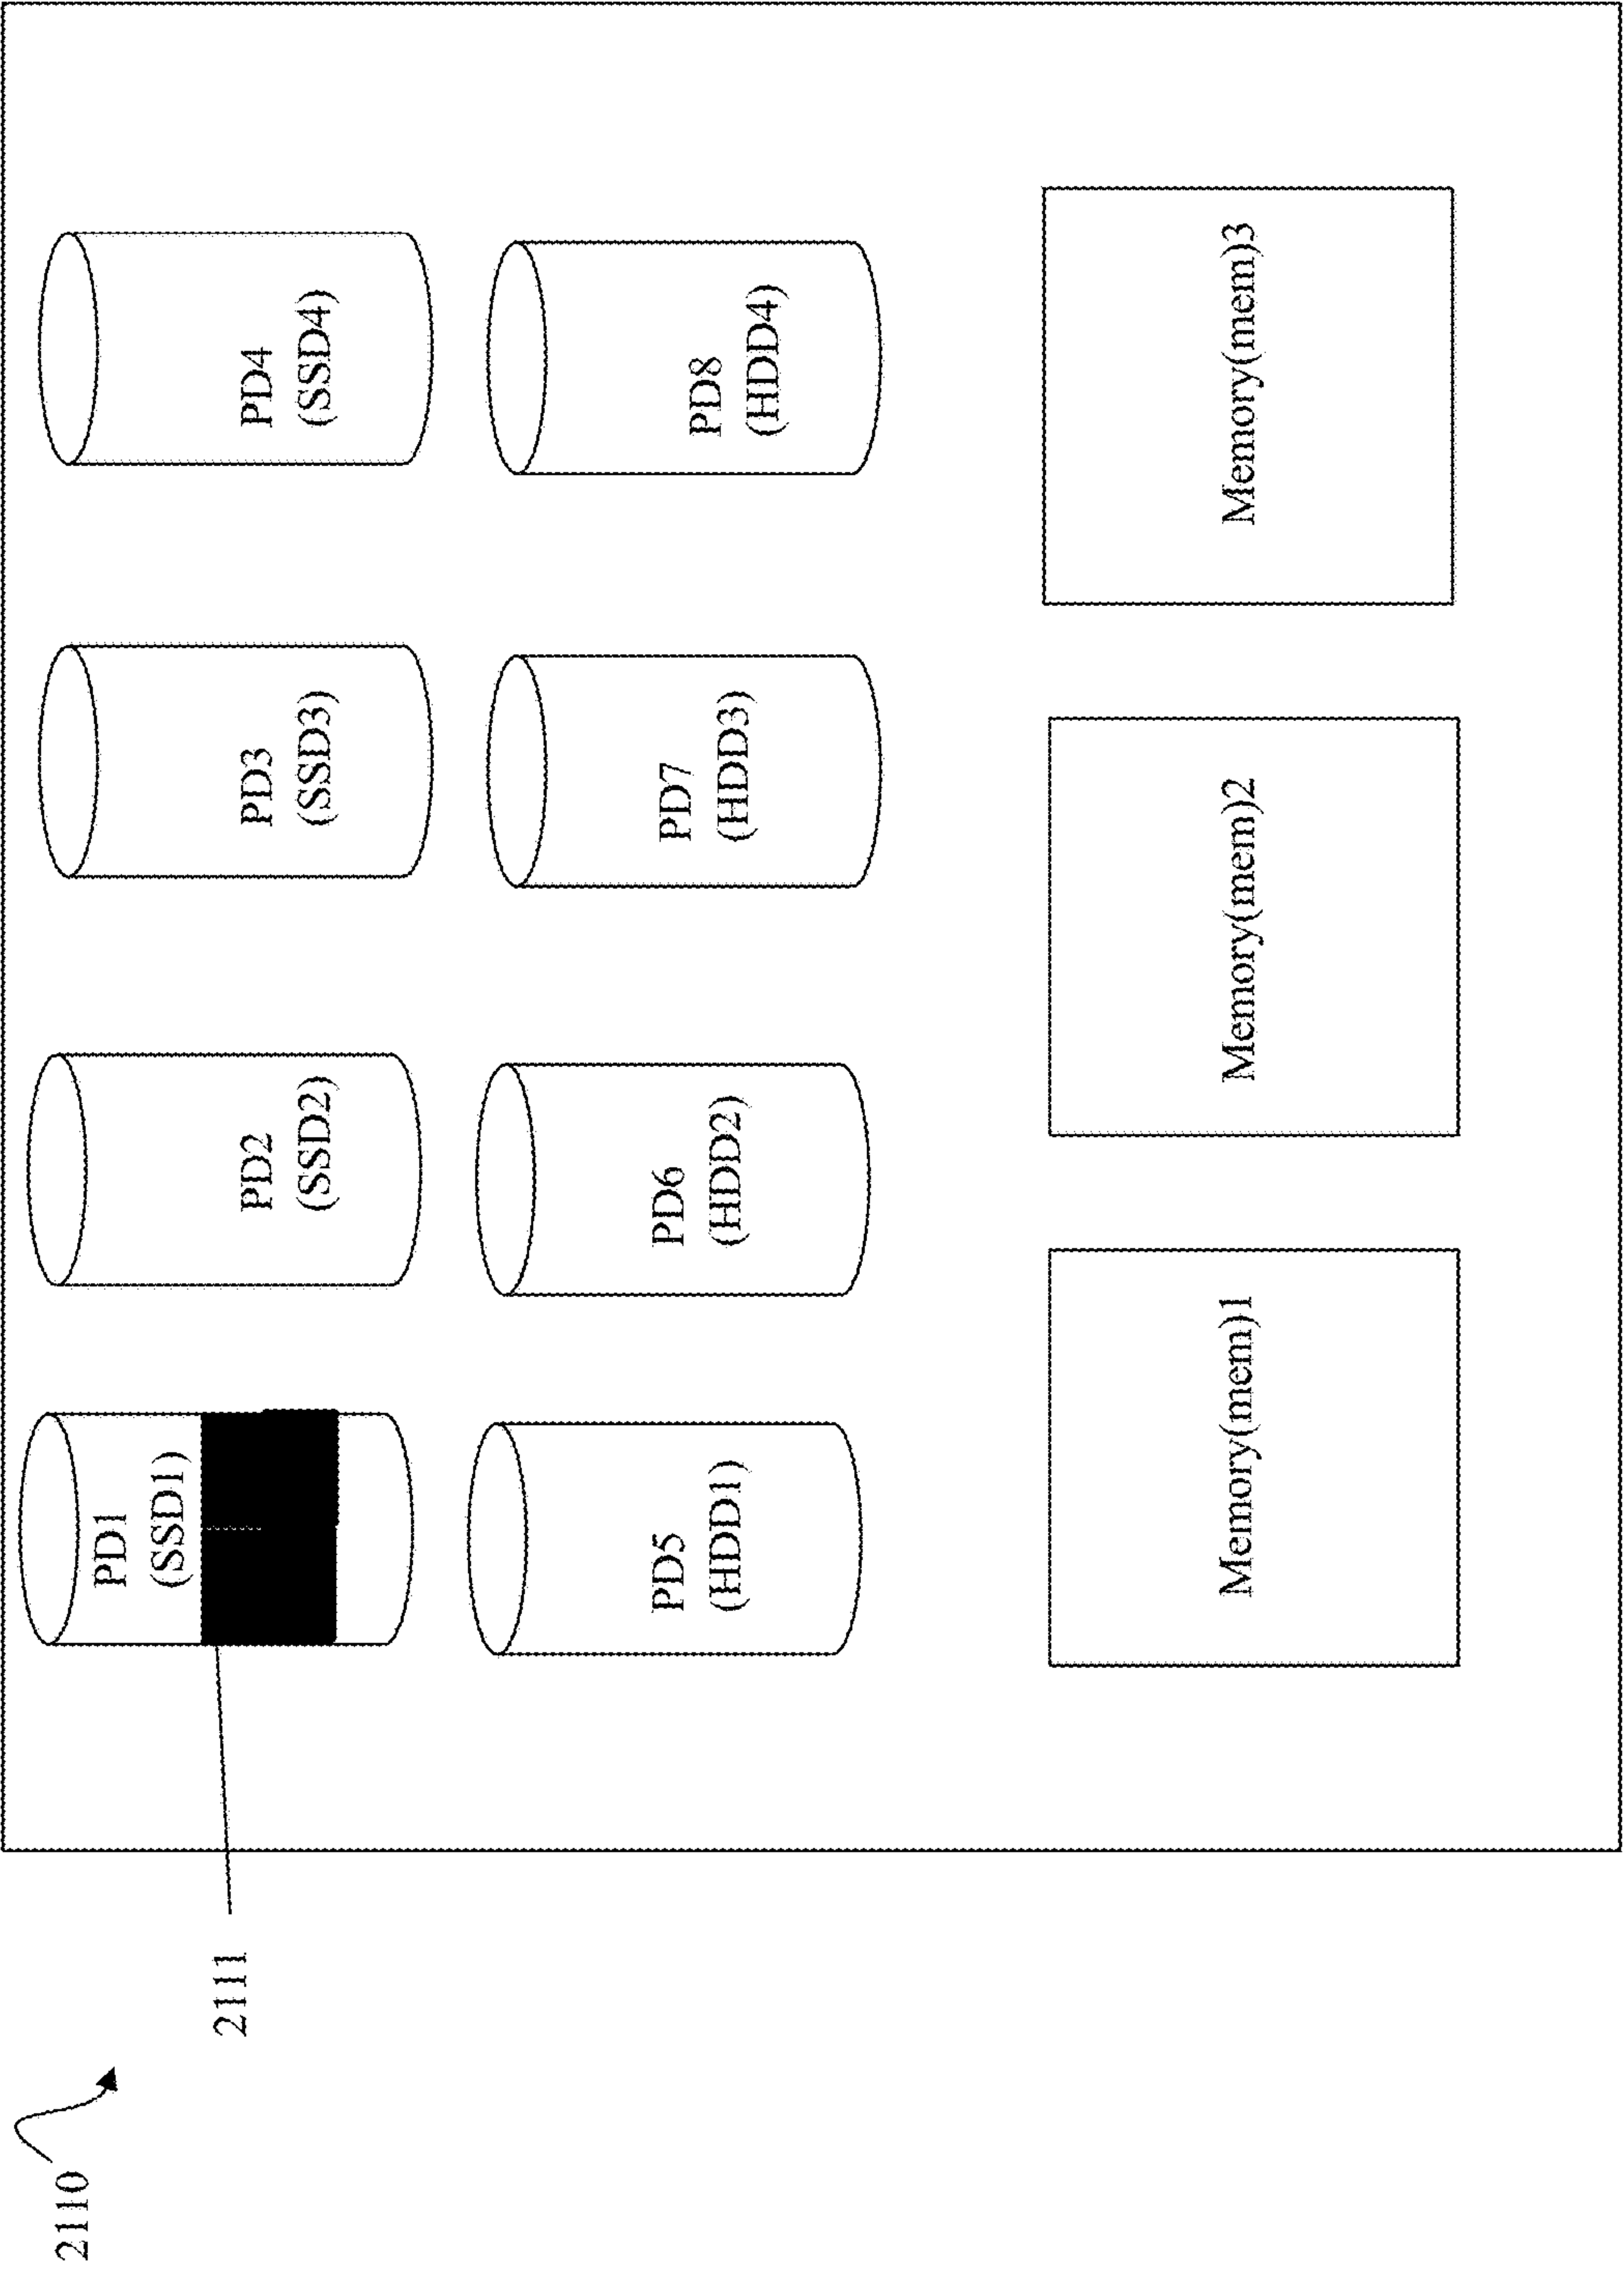 2110
2111
PD1
(SSD1)
PD2
(SSD2)
PD3
(SSD3)
PD4
(SSD4)
PD5
(HDD1)
PD6
(HDD2)
PD7
(HDD3)
PD8
(HDD4)
Memory(mem)1
Memory(mem)2
Memory(mem)3